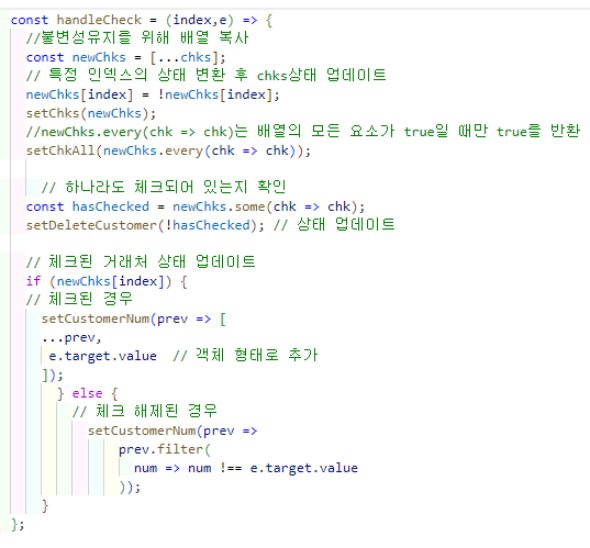 const handleCheck = (index,e) => {
//불변성유지를 위해 배열 복사
const newChks = [...chks];
// 특정 인덱스의 상태 변환 후 chks상태 업데이트
newChks[index] = !newChks[index];
setChks(newChks);
//newChks.every(chk => chk)는 배열의 모든 요소가 true일 때만 true를 반환
setChkAll(newChks.every(chk => chk));
// 하나라도 체크되어 있는지 확인
const hasChecked = newChks.some(chk => chk);
setDeleteCustomer(!hasChecked); // 상태 업데이트
// 체크된 거래처 상태 업데이트
if (newChks[index]) {
// 체크된 경우
setCustomerNum(prev => [
...prev,
e.target.value // 객체 형태로 추가
]);
} else {
// 체크 해제된 경우
setCustomerNum(prev =>
prev.filter(
num => num !== e.target.value
));
}
};